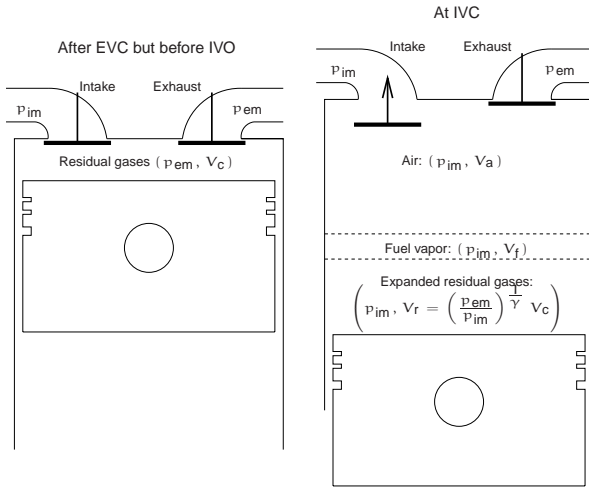 At IVC
After EVC but before IVO
Intake Exhaust
p_im p_em
Intake Exhaust
p_im p_em
Residual gases (p_em, V_c)
Air: (p_im, V_a)
Fuel vapor: (p_im, V_f)
Expanded residual gases:
(p_im, V_r = (p_em/p_im)^{1/γ} V_c)